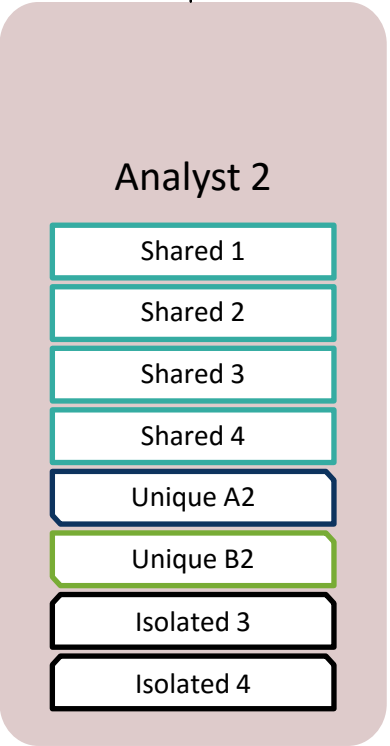 Analyst 2
Shared 1
Shared 2
Shared 3
Shared 4
Unique A2
Unique B2
Isolated 3
Isolated 4